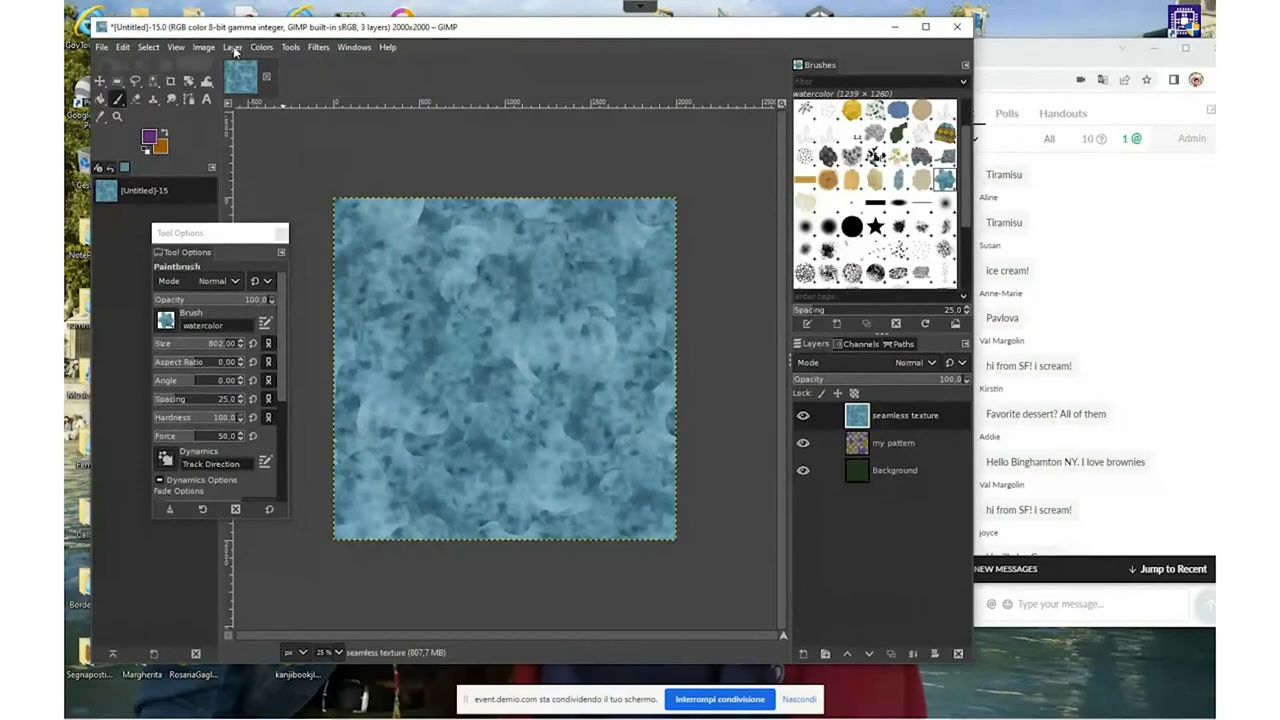 *[Untitled]-15.0 (RGB color 8-bit gamma integer, GIMP built-in sRGB, 3 layers) 2000x2000 – GIMP
File Edit Select View Image Layer Colors Tools Filters Windows Help
Brushes
filter
watercolor (1239 × 1260)
enter tags
Spacing 25,0
[Untitled]-15
Tool Options
Tool Options
Paintbrush
Mode Normal
Opacity 100,0
Brush
watercolor
Size 802,00
Aspect Ratio 0,00
Angle 0,00
Spacing 25,0
Hardness 100,0
Force 50,0
Dynamics
Track Direction
Dynamics Options
Fade Options
Layers Channels Paths
Mode Normal
Opacity 100,0
Lock:
seamless texture
my pattern
Background
px 25 % seamless texture (807,7 MB)
Polls Handouts
All 10 1 @ Admin
Tiramisu
Aline
Tiramisu
Susan
ice cream!
Anne-Marie
Pavlova
Val Margolin
hi from SF! i scream!
Kirstin
Favorite dessert? All of them
Addie
Hello Binghamton NY. I love brownies
Val Margolin
hi from SF! i scream!
joyce
NEW MESSAGES Jump to Recent
@ Type your message...
Margherita
kanjibookjl...
event.demio.com sta condividendo il tuo schermo. Interrompi condivisione Nascondi